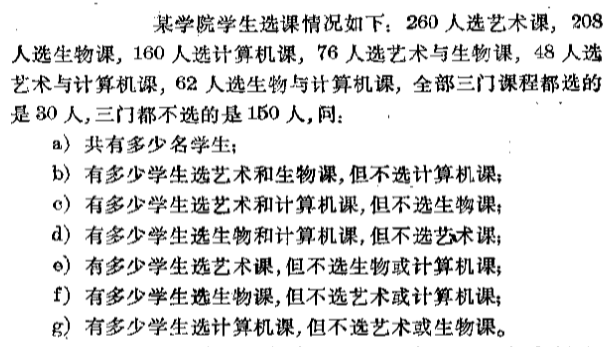 某学院学生选课情况如下：260 人选艺术课，208
人选生物课，160 人选计算机课，76 人选艺术与生物课，48 人选
艺术与计算机课，62 人选生物与计算机课，全部三门课程都选的
是 30 人，三门都不选的是 150 人，问：
a）共有多少名学生；
b）有多少学生选艺术和生物课，但不选计算机课；
c）有多少学生选艺术和计算机课，但不选生物课；
d）有多少学生选生物和计算机课，但不选艺术课；
e）有多少学生选艺术课，但不选生物或计算机课；
f）有多少学生选生物课，但不选艺术或计算机课；
g）有多少学生选计算机课，但不选艺术或生物课。